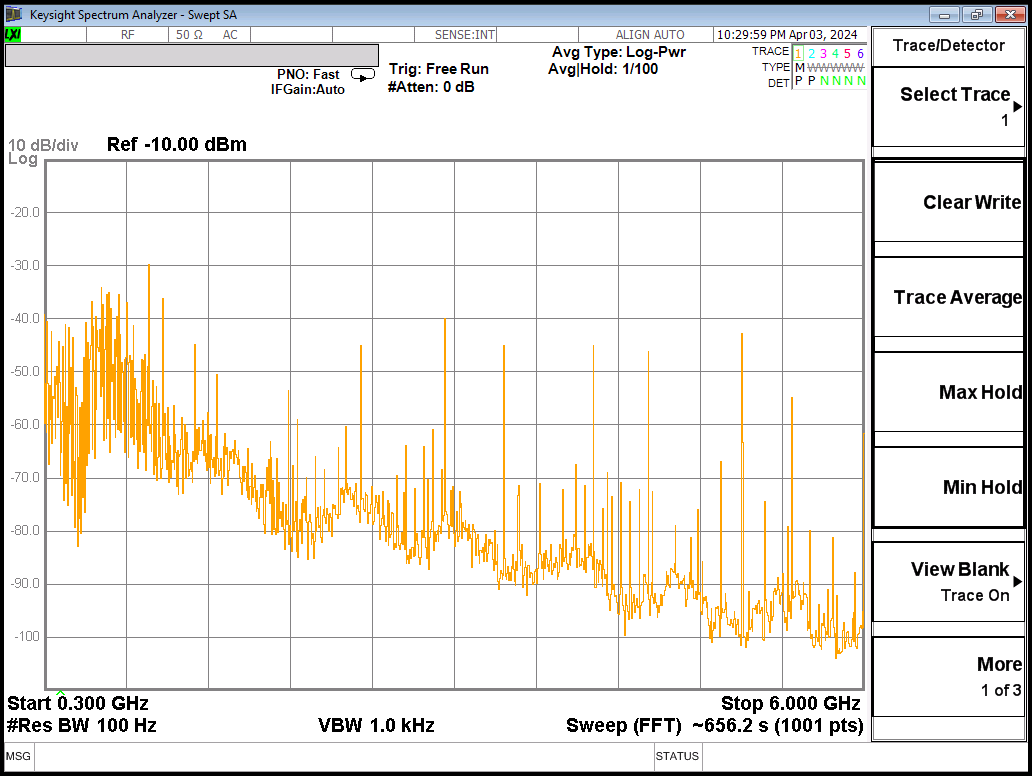 Keysight Spectrum Analyzer - Swept SA
LXI RF 50 Ω AC SENSE:INT ALIGN AUTO 10:29:59 PM Apr 03, 2024
PNO: Fast
IFGain:Auto
Trig: Free Run
#Atten: 0 dB
Avg Type: Log-Pwr
Avg|Hold: 1/100
TRACE 1 2 3 4 5 6
TYPE M W W W W W
DET P P N N N N
10 dB/div
Log
Ref -10.00 dBm
-20.0
-30.0
-40.0
-50.0
-60.0
-70.0
-80.0
-90.0
-100
Start 0.300 GHz
Stop 6.000 GHz
#Res BW 100 Hz
VBW 1.0 kHz
Sweep (FFT) ~656.2 s (1001 pts)
MSG
STATUS
Trace/Detector
Select Trace
1
Clear Write
Trace Average
Max Hold
Min Hold
View Blank
Trace On
More
1 of 3